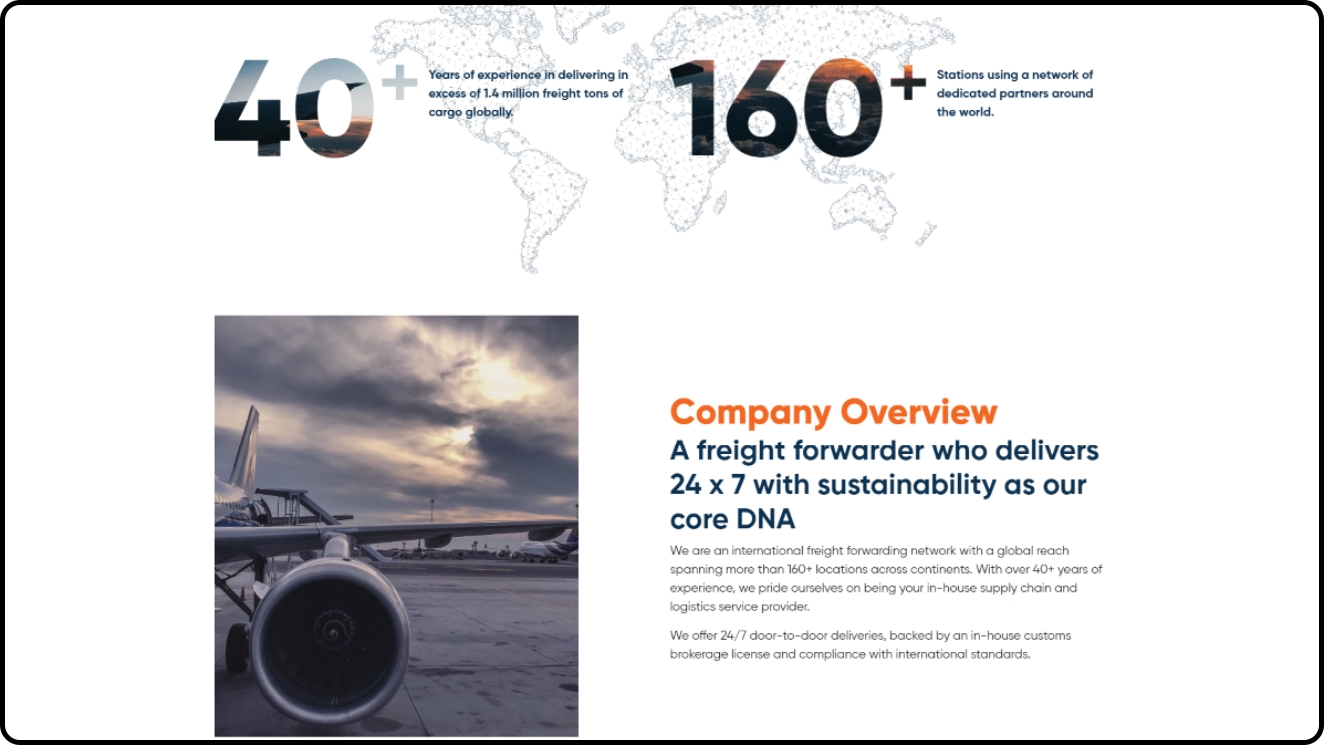 40+
Years of experience in delivering in
excess of 1.4 million freight tons of
cargo globally.
160+
Stations using a network of
dedicated partners around
the world.
Company Overview
A freight forwarder who delivers
24 x 7 with sustainability as our
core DNA
We are an international freight forwarding network with a global reach
spanning more than 160+ locations across continents. With over 40+ years of
experience, we pride ourselves on being your in-house supply chain and
logistics service provider.
We offer 24/7 door-to-door deliveries, backed by an in-house customs
brokerage license and compliance with international standards.